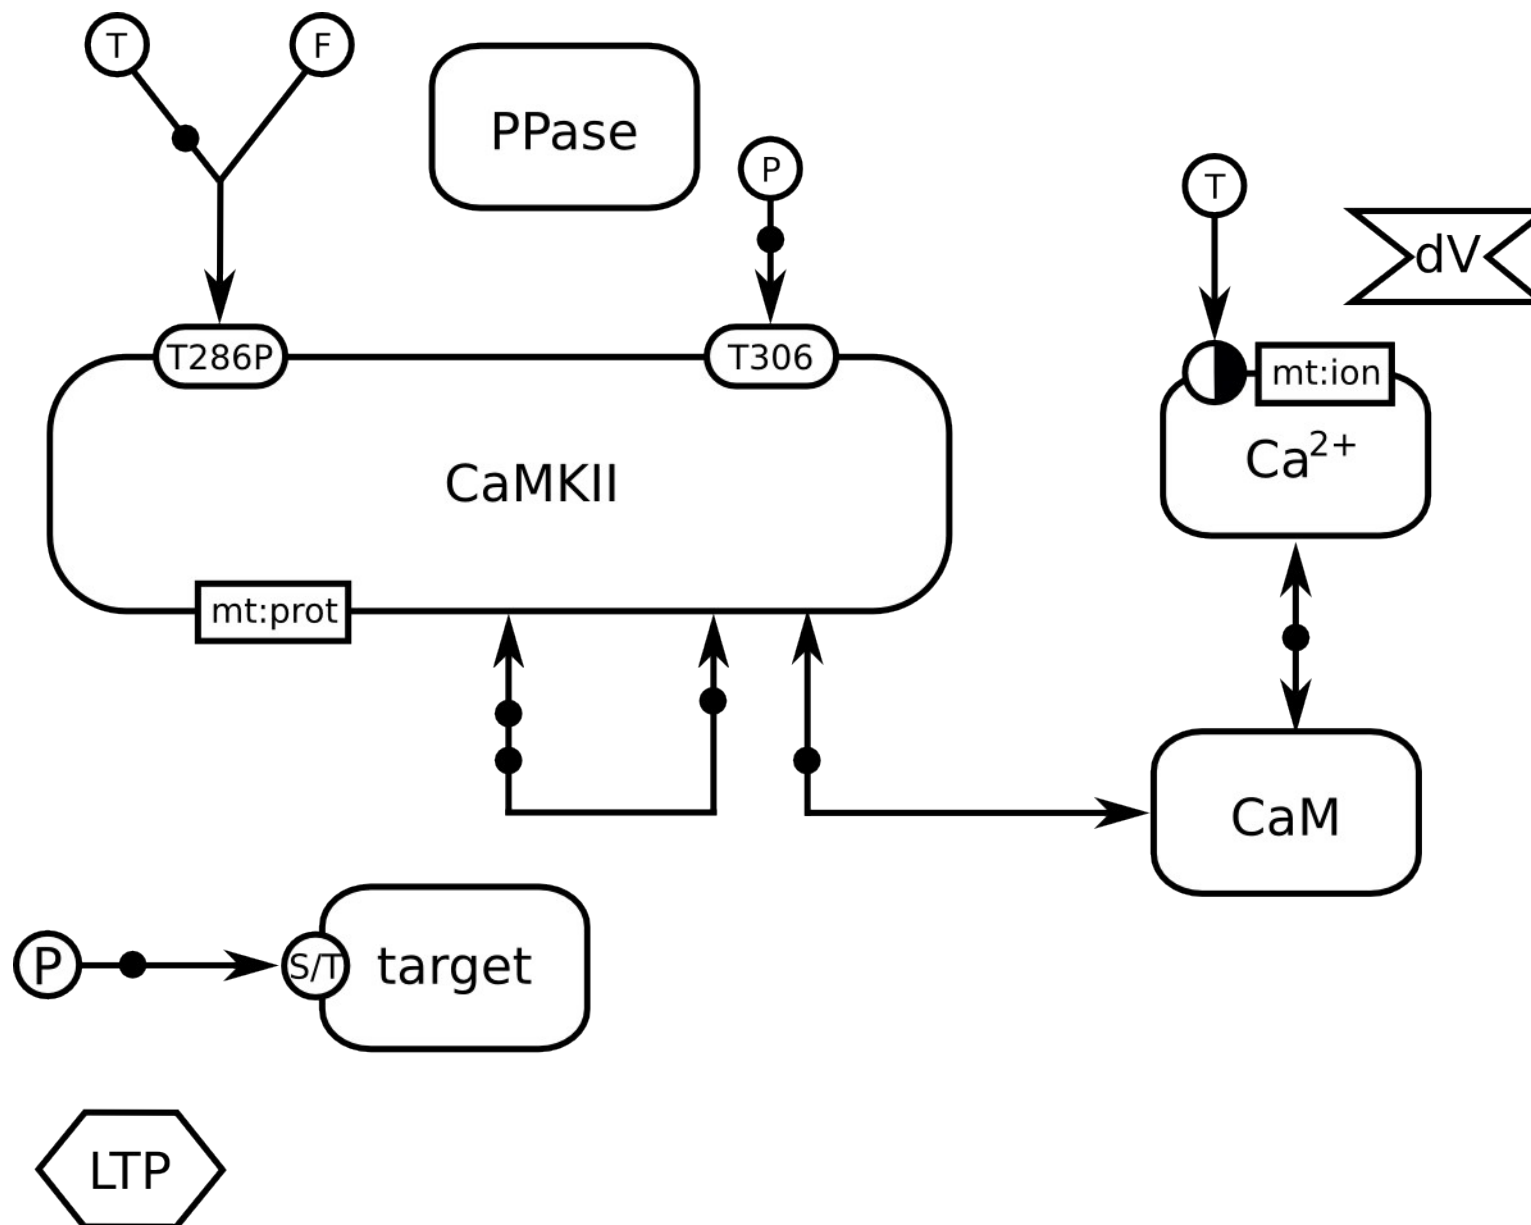 T
F
PPase
P
T
dV
T286P
T306
mt:ion
Ca²⁺
CaMKII
mt:prot
CaM
P
S/T
target
LTP